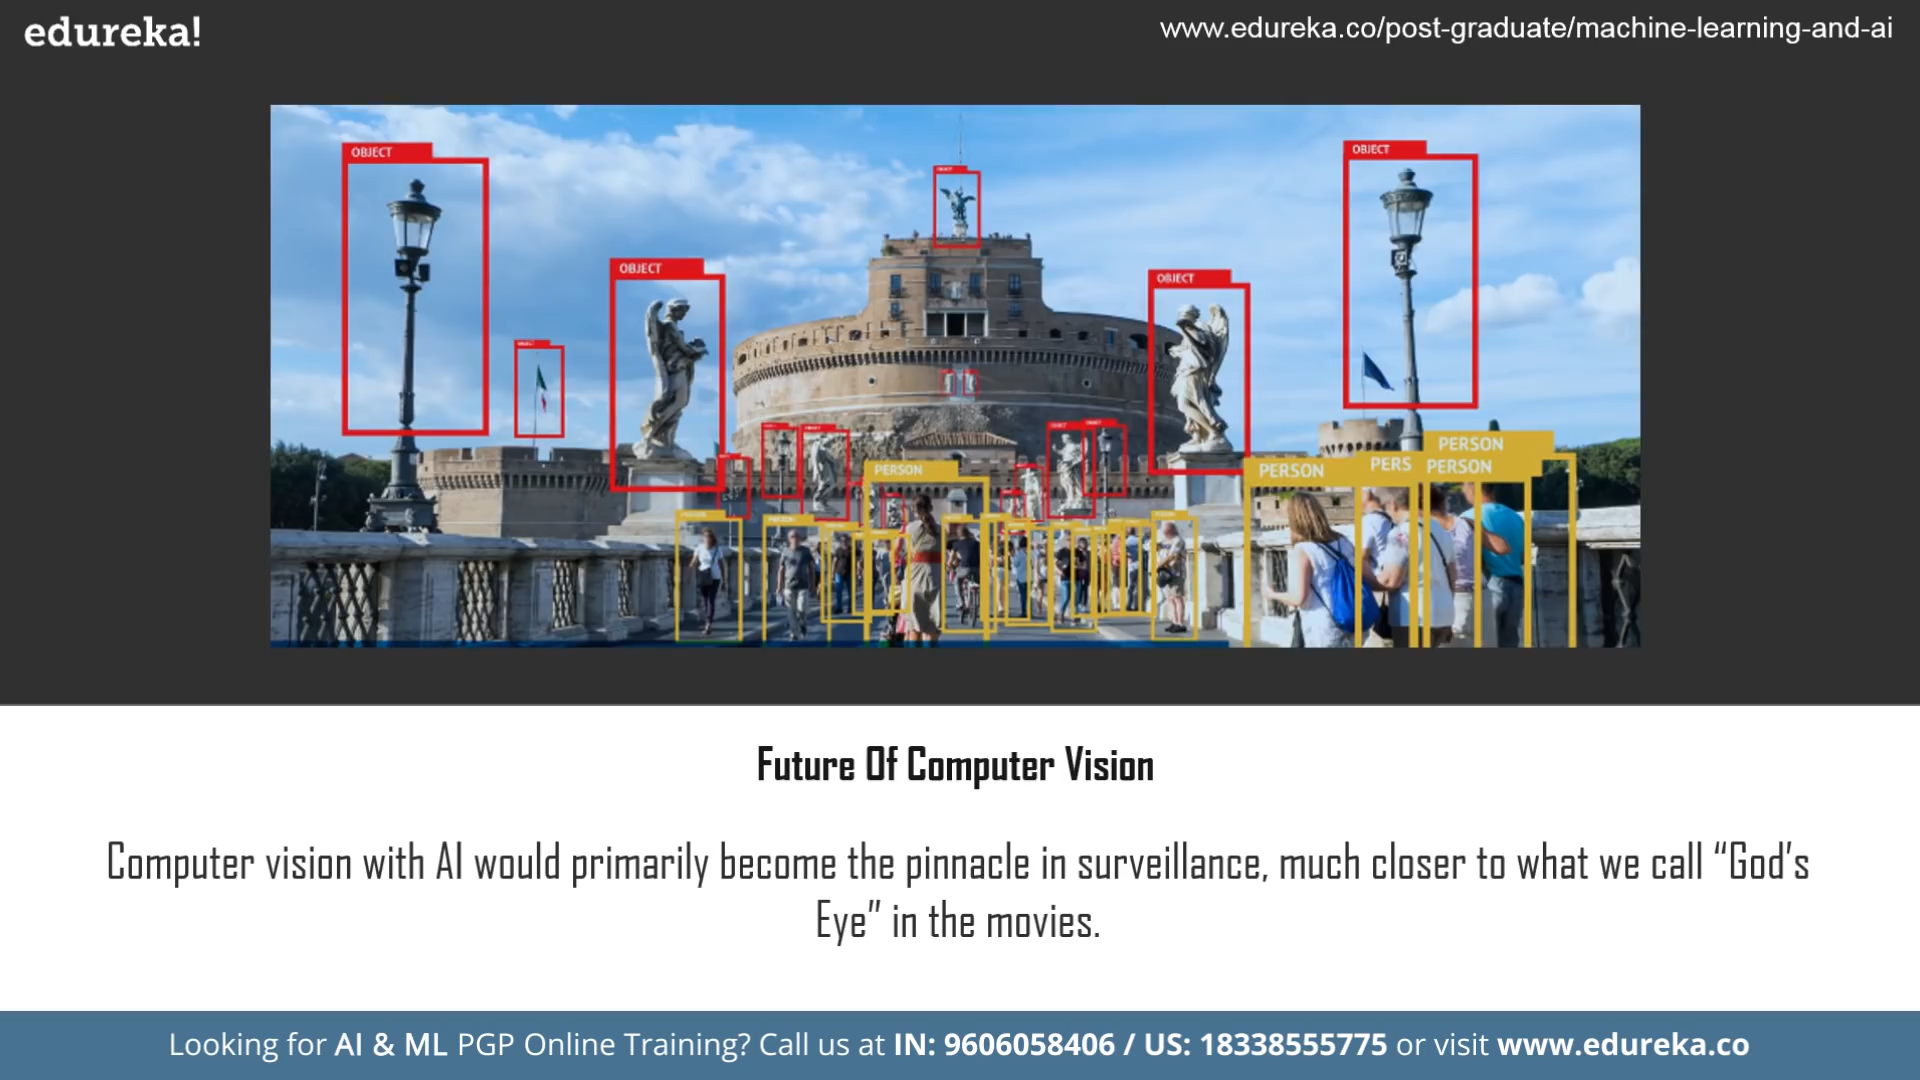 edureka!
www.edureka.co/post-graduate/machine-learning-and-ai
OBJECT
OBJECT
OBJECT
OBJECT
OBJECT
PERSON
PERSON
PERS
PERSON
PERSON
Future Of Computer Vision
Computer vision with AI would primarily become the pinnacle in surveillance, much closer to what we call “God’s
Eye” in the movies.
Looking for AI & ML PGP Online Training? Call us at IN: 9606058406 / US: 18338555775 or visit www.edureka.co